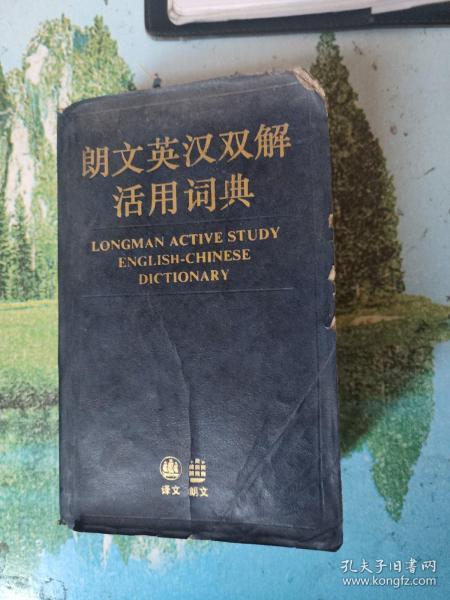 朗文英汉双解
活用词典
LONGMAN ACTIVE STUDY
ENGLISH-CHINESE
DICTIONARY
译文 朗文
孔夫子旧书网
www.kongfz.com